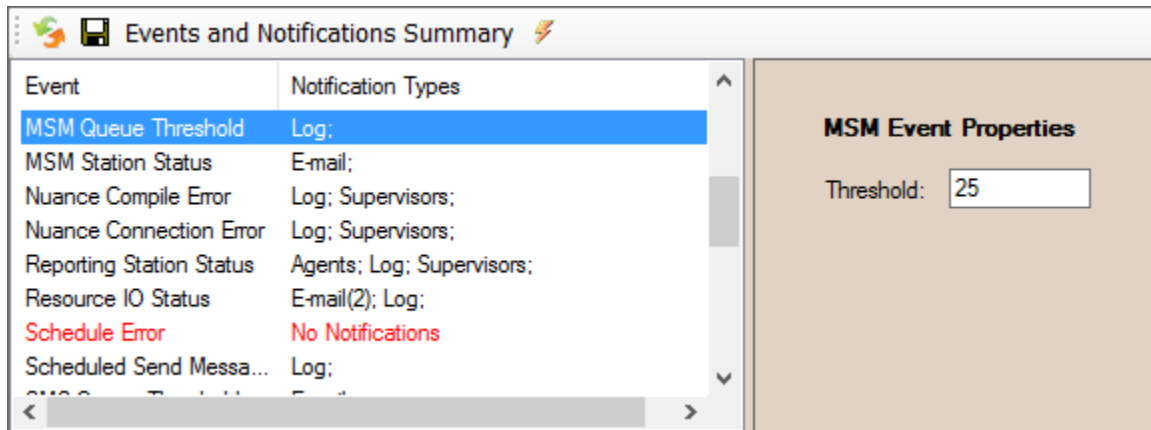 Events and Notifications Summary
Event Notification Types
MSM Queue Threshold Log;
MSM Station Status E-mail;
Nuance Compile Error Log; Supervisors;
Nuance Connection Error Log; Supervisors;
Reporting Station Status Agents; Log; Supervisors;
Resource IO Status E-mail(2); Log;
Schedule Error No Notifications
Scheduled Send Messa... Log;
MSM Event Properties
Threshold: 25